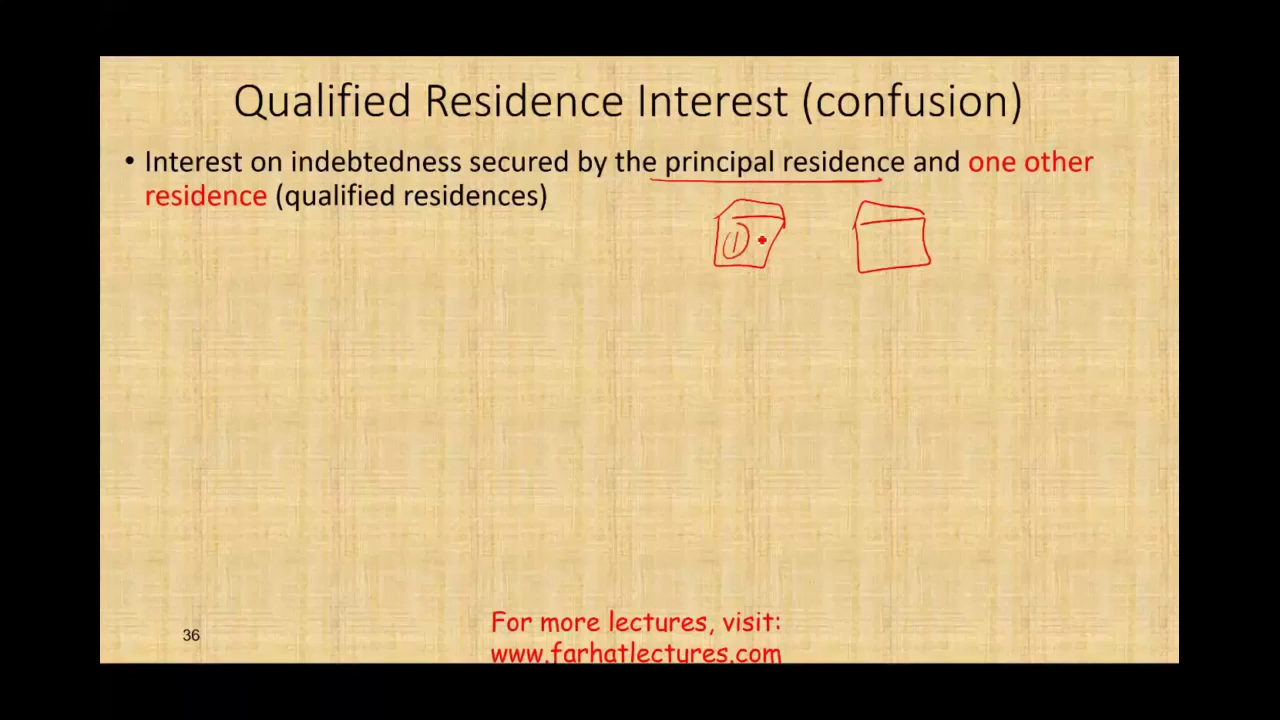 Qualified Residence Interest (confusion)
• Interest on indebtedness secured by the principal residence and one other
residence (qualified residences)
1
36
For more lectures, visit:
www.farhatlectures.com